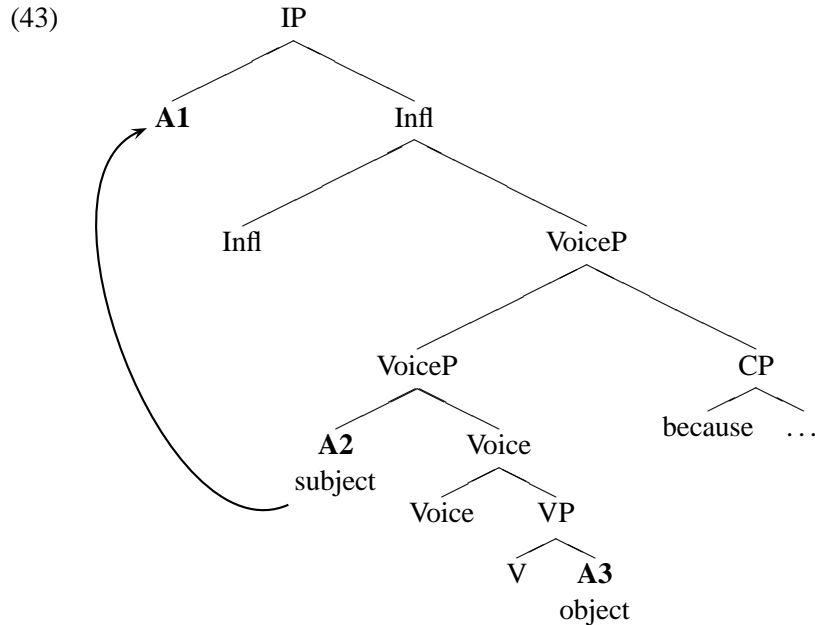 (43) IP
A1 Infl
Infl VoiceP
VoiceP CP
A2 Voice because ...
subject
Voice VP
V A3
object